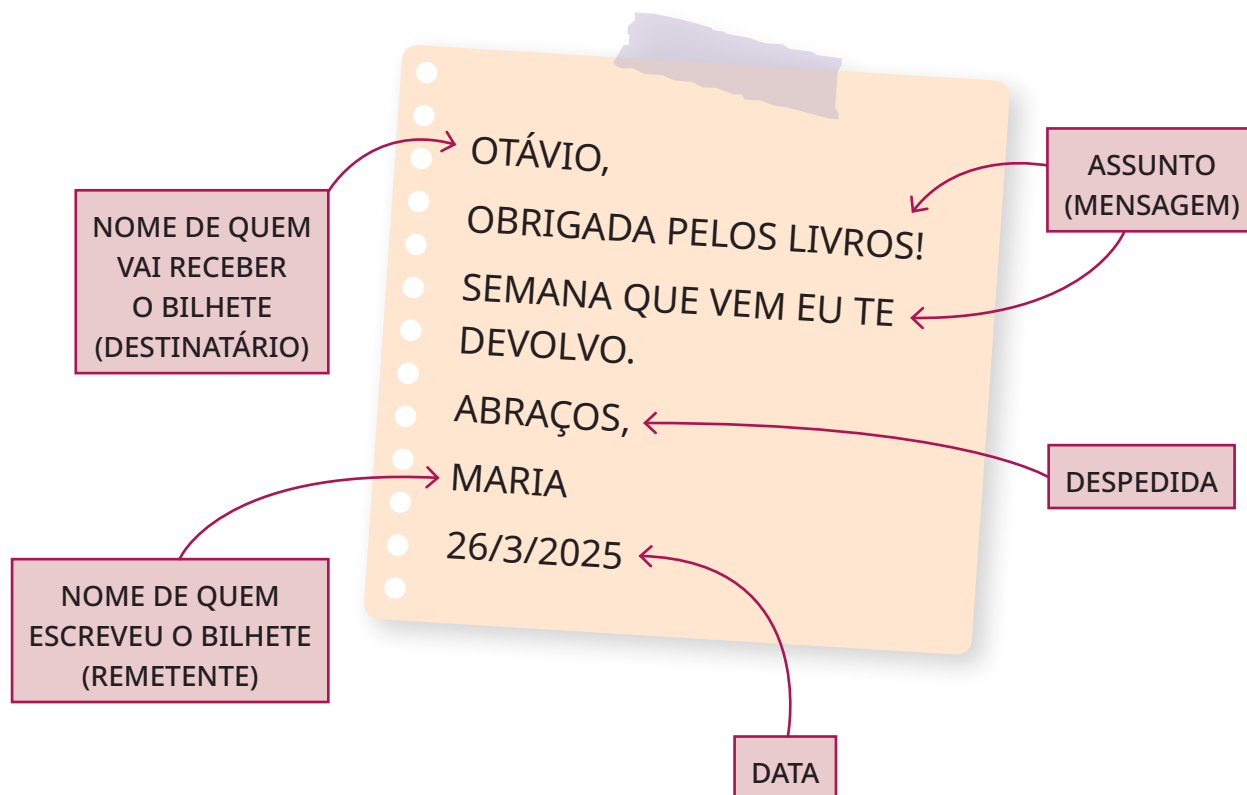 OTÁVIO,
OBRIGADA PELOS LIVROS!
SEMANA QUE VEM EU TE
DEVOLVO.
ABRAÇOS,
MARIA
26/3/2025
NOME DE QUEM
VAI RECEBER
O BILHETE
(DESTINATÁRIO)
NOME DE QUEM
ESCREVEU O BILHETE
(REMETENTE)
ASSUNTO
(MENSAGEM)
DESPEDIDA
DATA